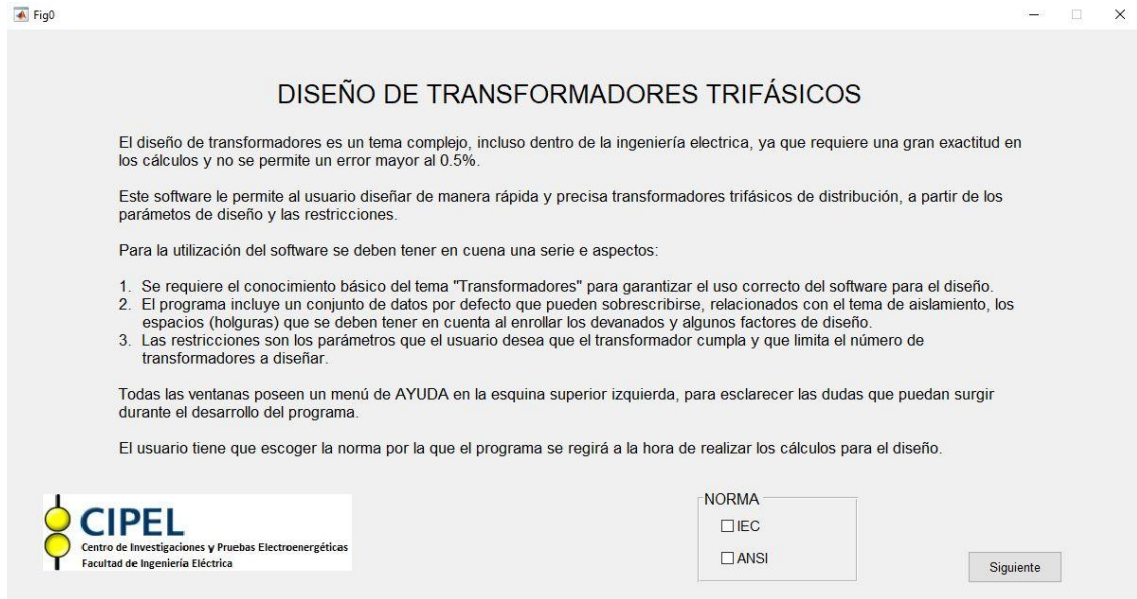 Fig0
DISEÑO DE TRANSFORMADORES TRIFÁSICOS
El diseño de transformadores es un tema complejo, incluso dentro de la ingeniería electrica, ya que requiere una gran exactitud en
los cálculos y no se permite un error mayor al 0.5%.
Este software le permite al usuario diseñar de manera rápida y precisa transformadores trifásicos de distribución, a partir de los
parámetos de diseño y las restricciones.
Para la utilización del software se deben tener en cuena una serie e aspectos:
1. Se requiere el conocimiento básico del tema "Transformadores" para garantizar el uso correcto del software para el diseño.
2. El programa incluye un conjunto de datos por defecto que pueden sobrescribirse, relacionados con el tema de aislamiento, los
espacios (holguras) que se deben tener en cuenta al enrollar los devanados y algunos factores de diseño.
3. Las restricciones son los parámetros que el usuario desea que el transformador cumpla y que limita el número de
transformadores a diseñar.
Todas las ventanas poseen un menú de AYUDA en la esquina superior izquierda, para esclarecer las dudas que puedan surgir
durante el desarrollo del programa.
El usuario tiene que escoger la norma por la que el programa se regirá a la hora de realizar los cálculos para el diseño.
CIPEL
Centro de Investigaciones y Pruebas Electroenergéticas
Facultad de Ingeniería Eléctrica
NORMA
IEC
ANSI
Siguiente